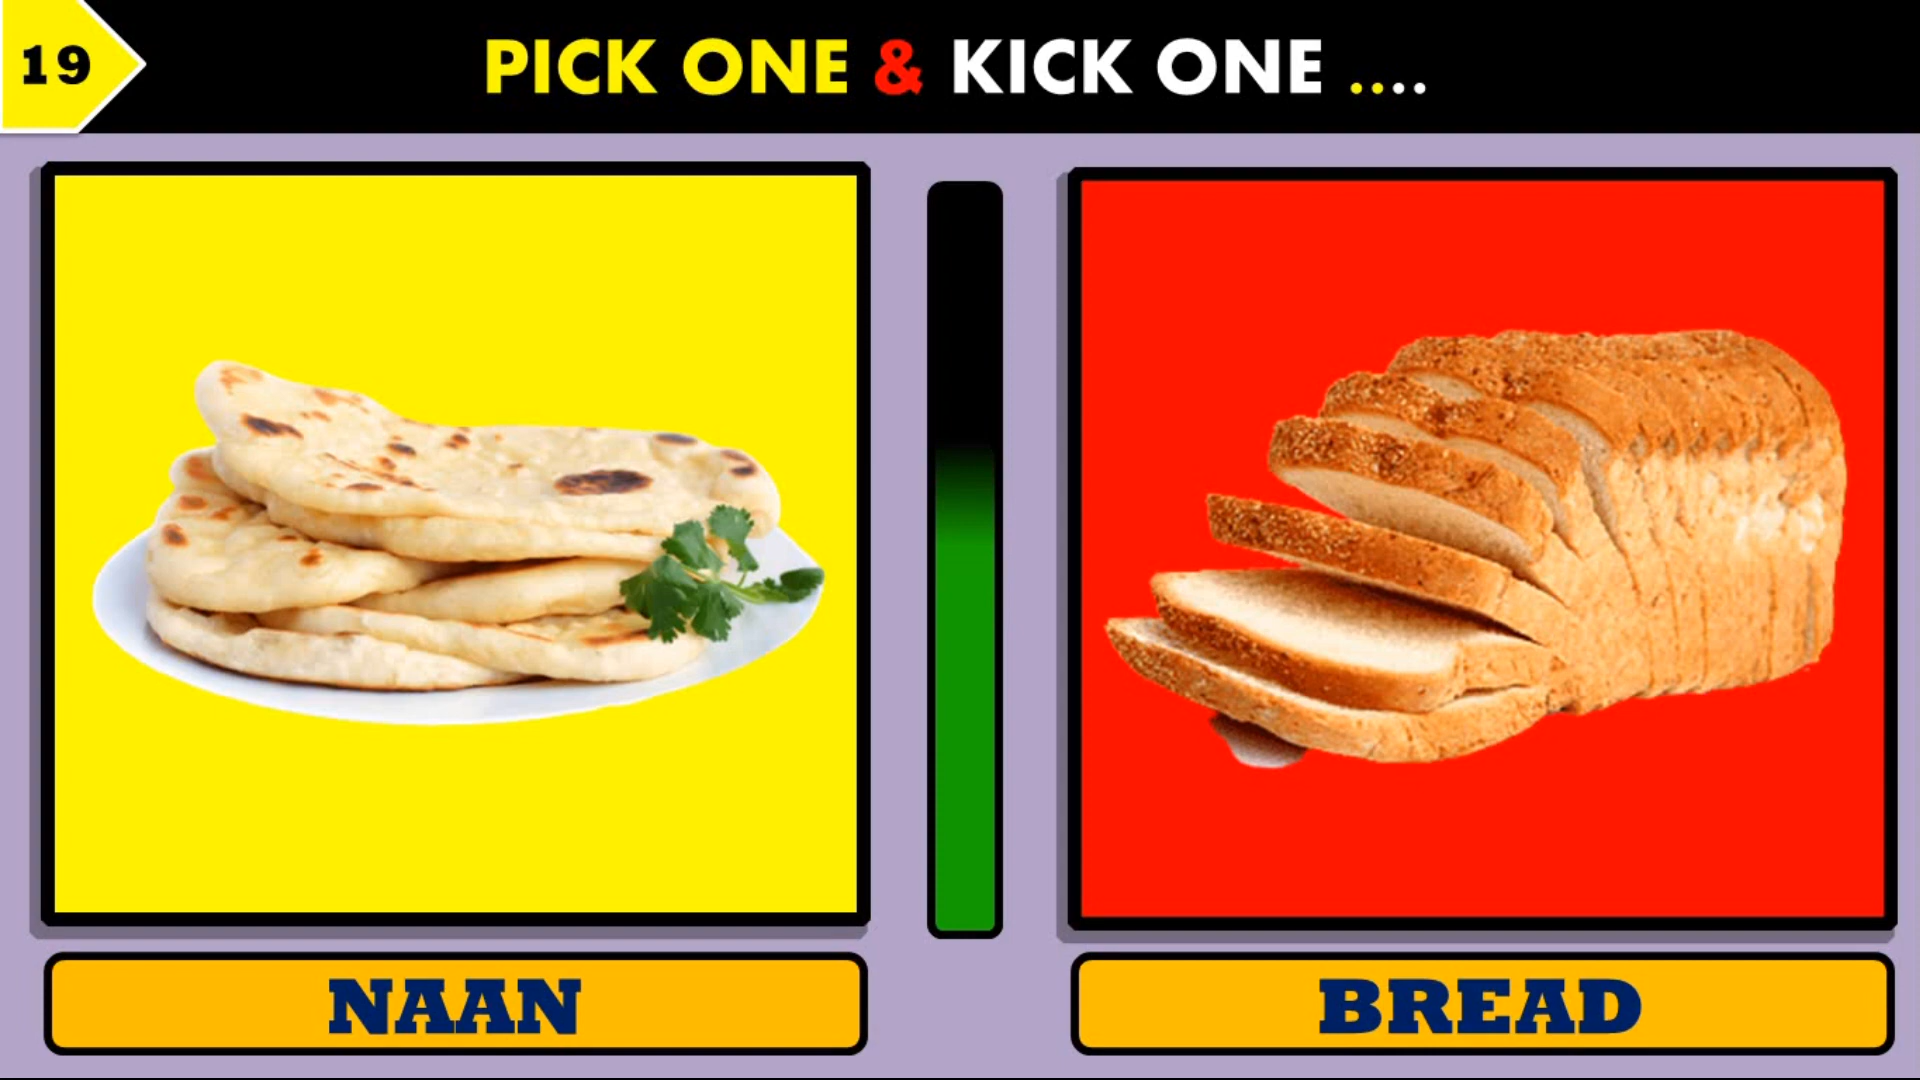 19
PICK ONE & KICK ONE ....
NAAN
BREAD